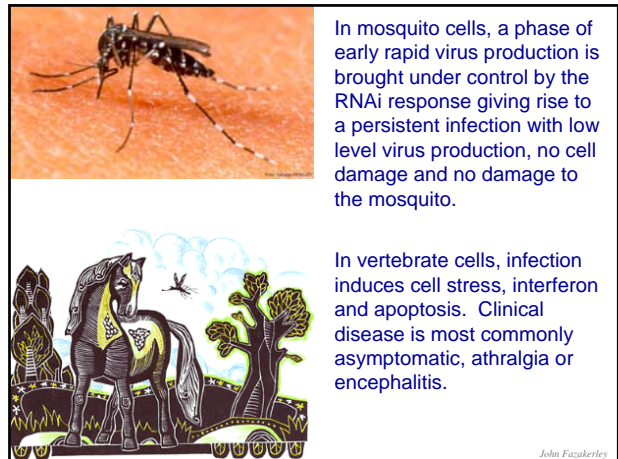 In mosquito cells, a phase of
early rapid virus production is
brought under control by the
RNAi response giving rise to
a persistent infection with low
level virus production, no cell
damage and no damage to
the mosquito.
In vertebrate cells, infection
induces cell stress, interferon
and apoptosis. Clinical
disease is most commonly
asymptomatic, athralgia or
encephalitis.
John Fazakerley